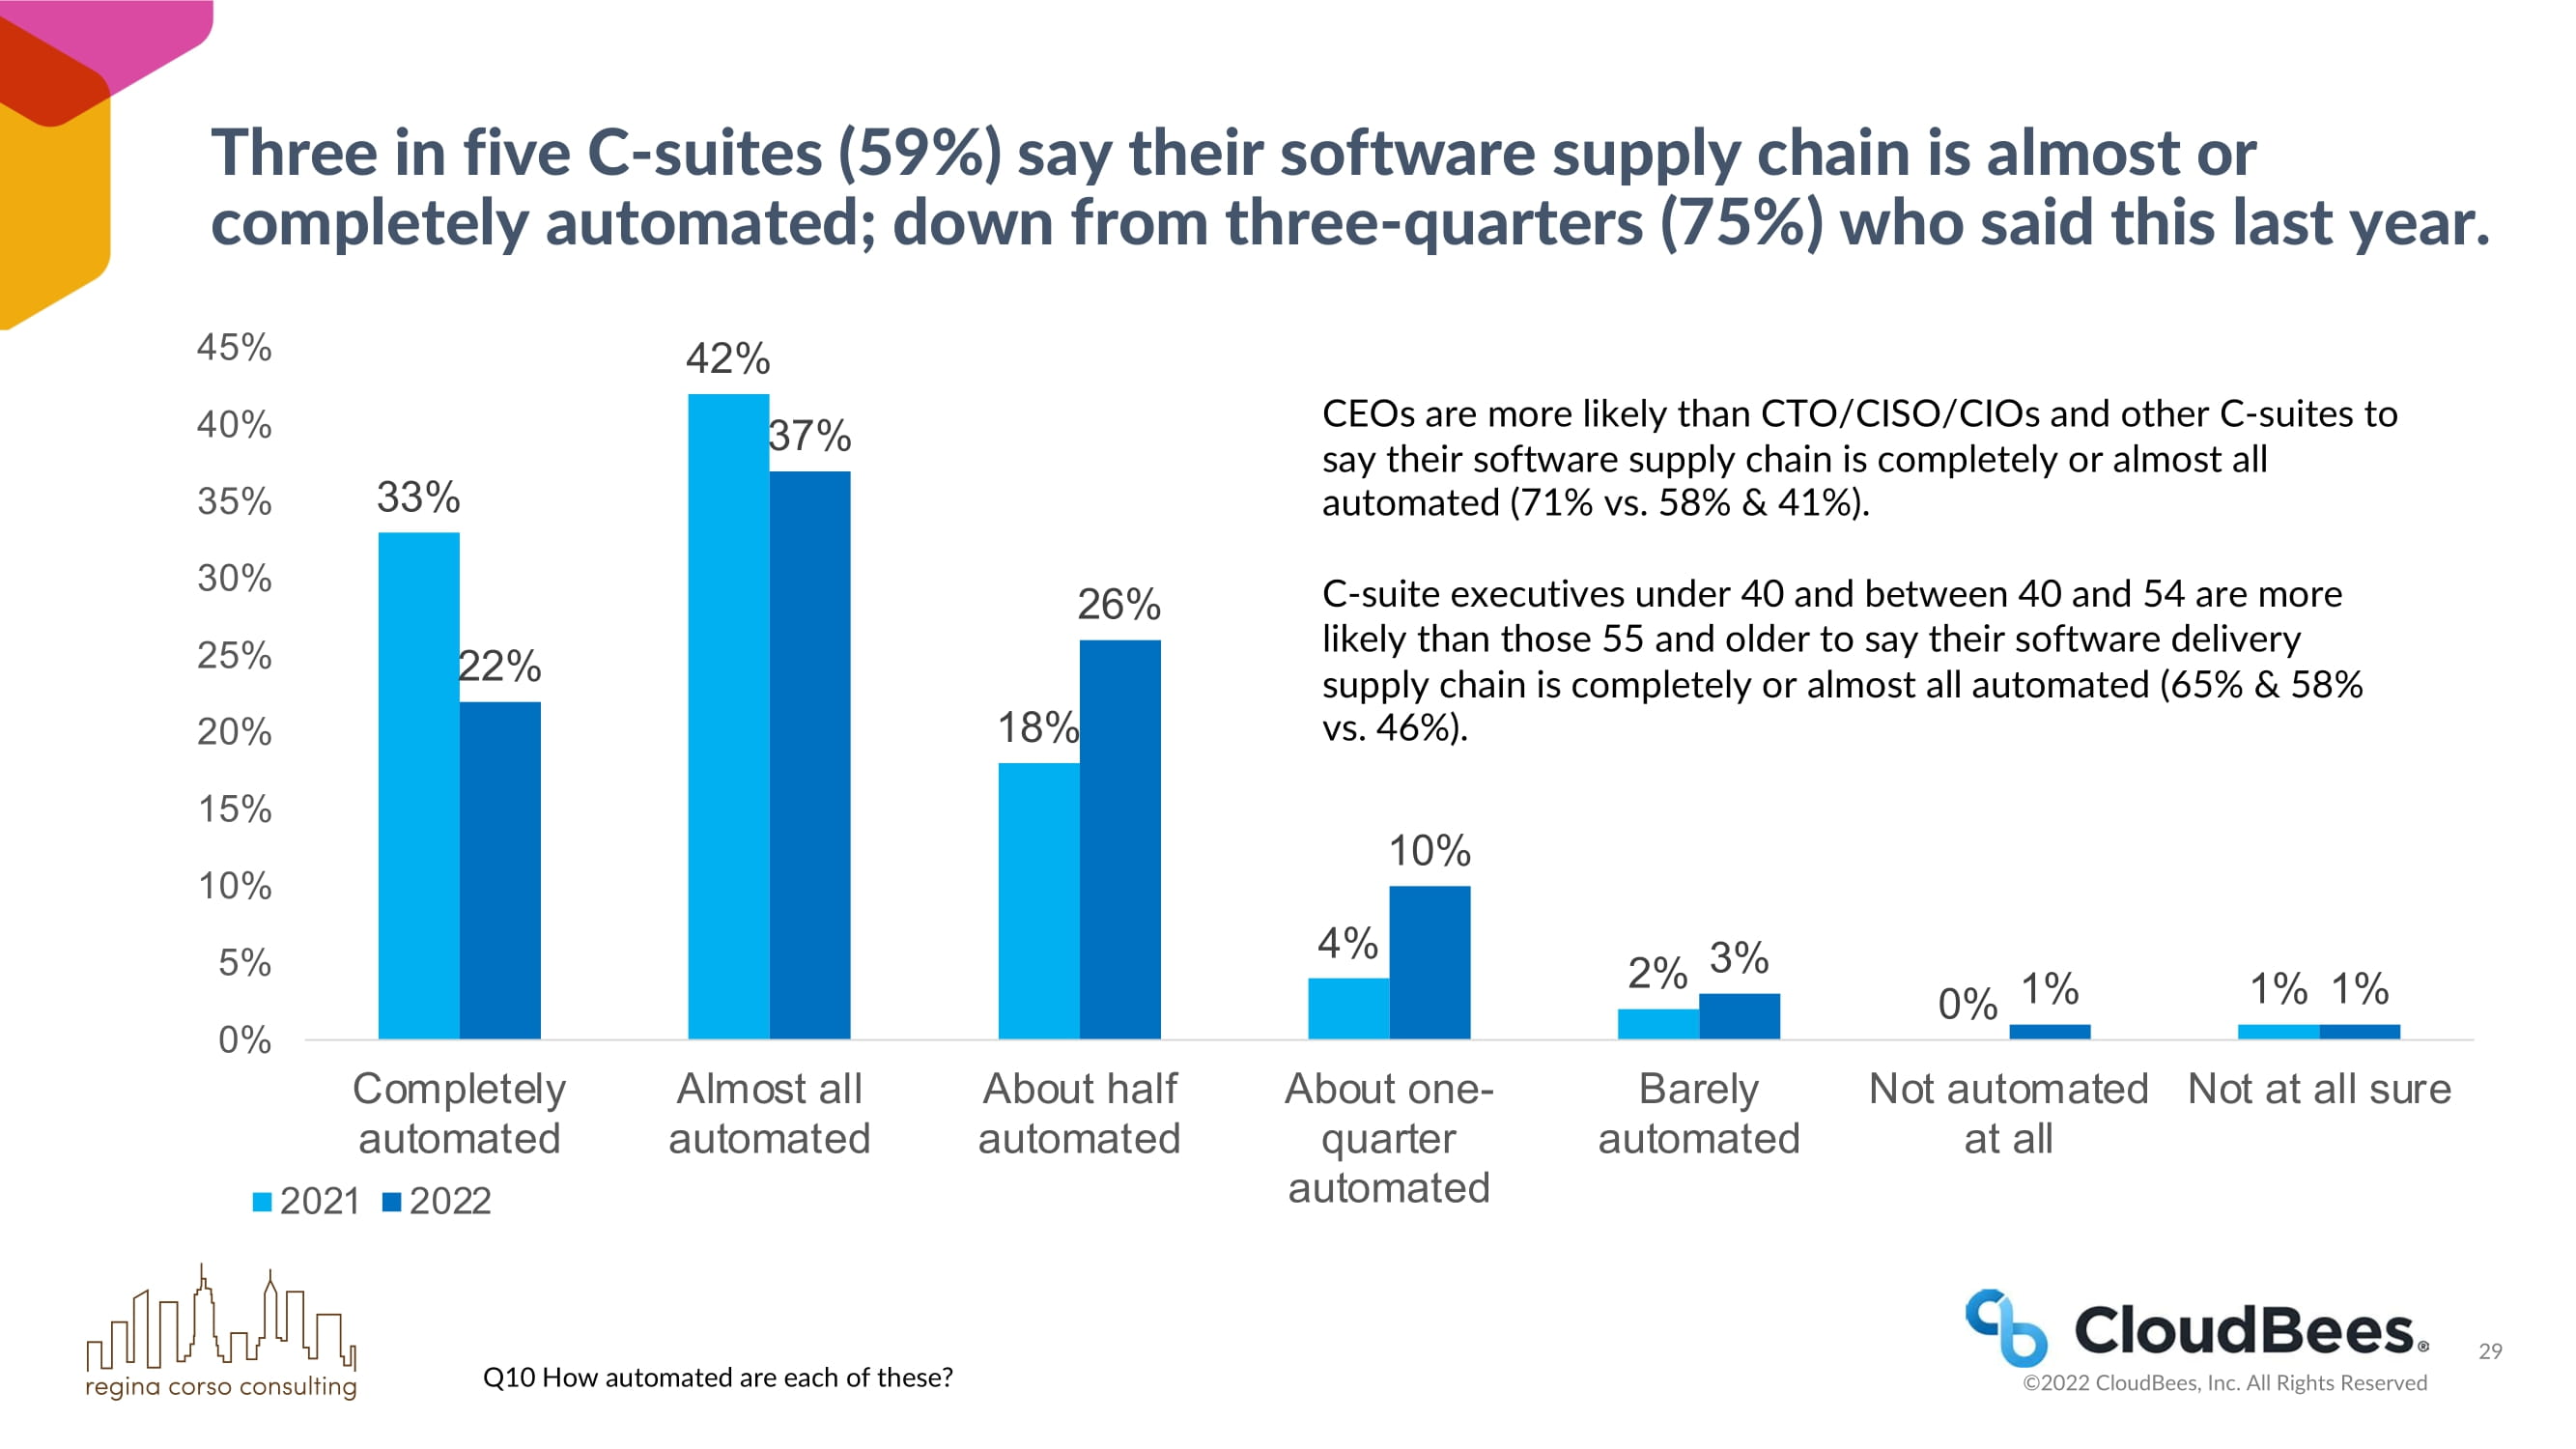 Three in five C-suites (59%) say their software supply chain is almost or
completely automated; down from three-quarters (75%) who said this last year.
45%
40%
35%
30%
25%
20%
15%
10%
5%
0%
33%
22%
42%
37%
18%
26%
4%
10%
2%
3%
0%
1%
1%
1%
CEOs are more likely than CTO/CISO/CIOs and other C-suites to
say their software supply chain is completely or almost all
automated (71% vs. 58% & 41%).
C-suite executives under 40 and between 40 and 54 are more
likely than those 55 and older to say their software delivery
supply chain is completely or almost all automated (65% & 58%
vs. 46%).
Completely
automated
Almost all
automated
About half
automated
About one-
quarter
automated
Barely
automated
Not automated
at all
Not at all sure
2021 2022
regina corso consulting
Q10 How automated are each of these?
CloudBees®
29
©2022 CloudBees, Inc. All Rights Reserved